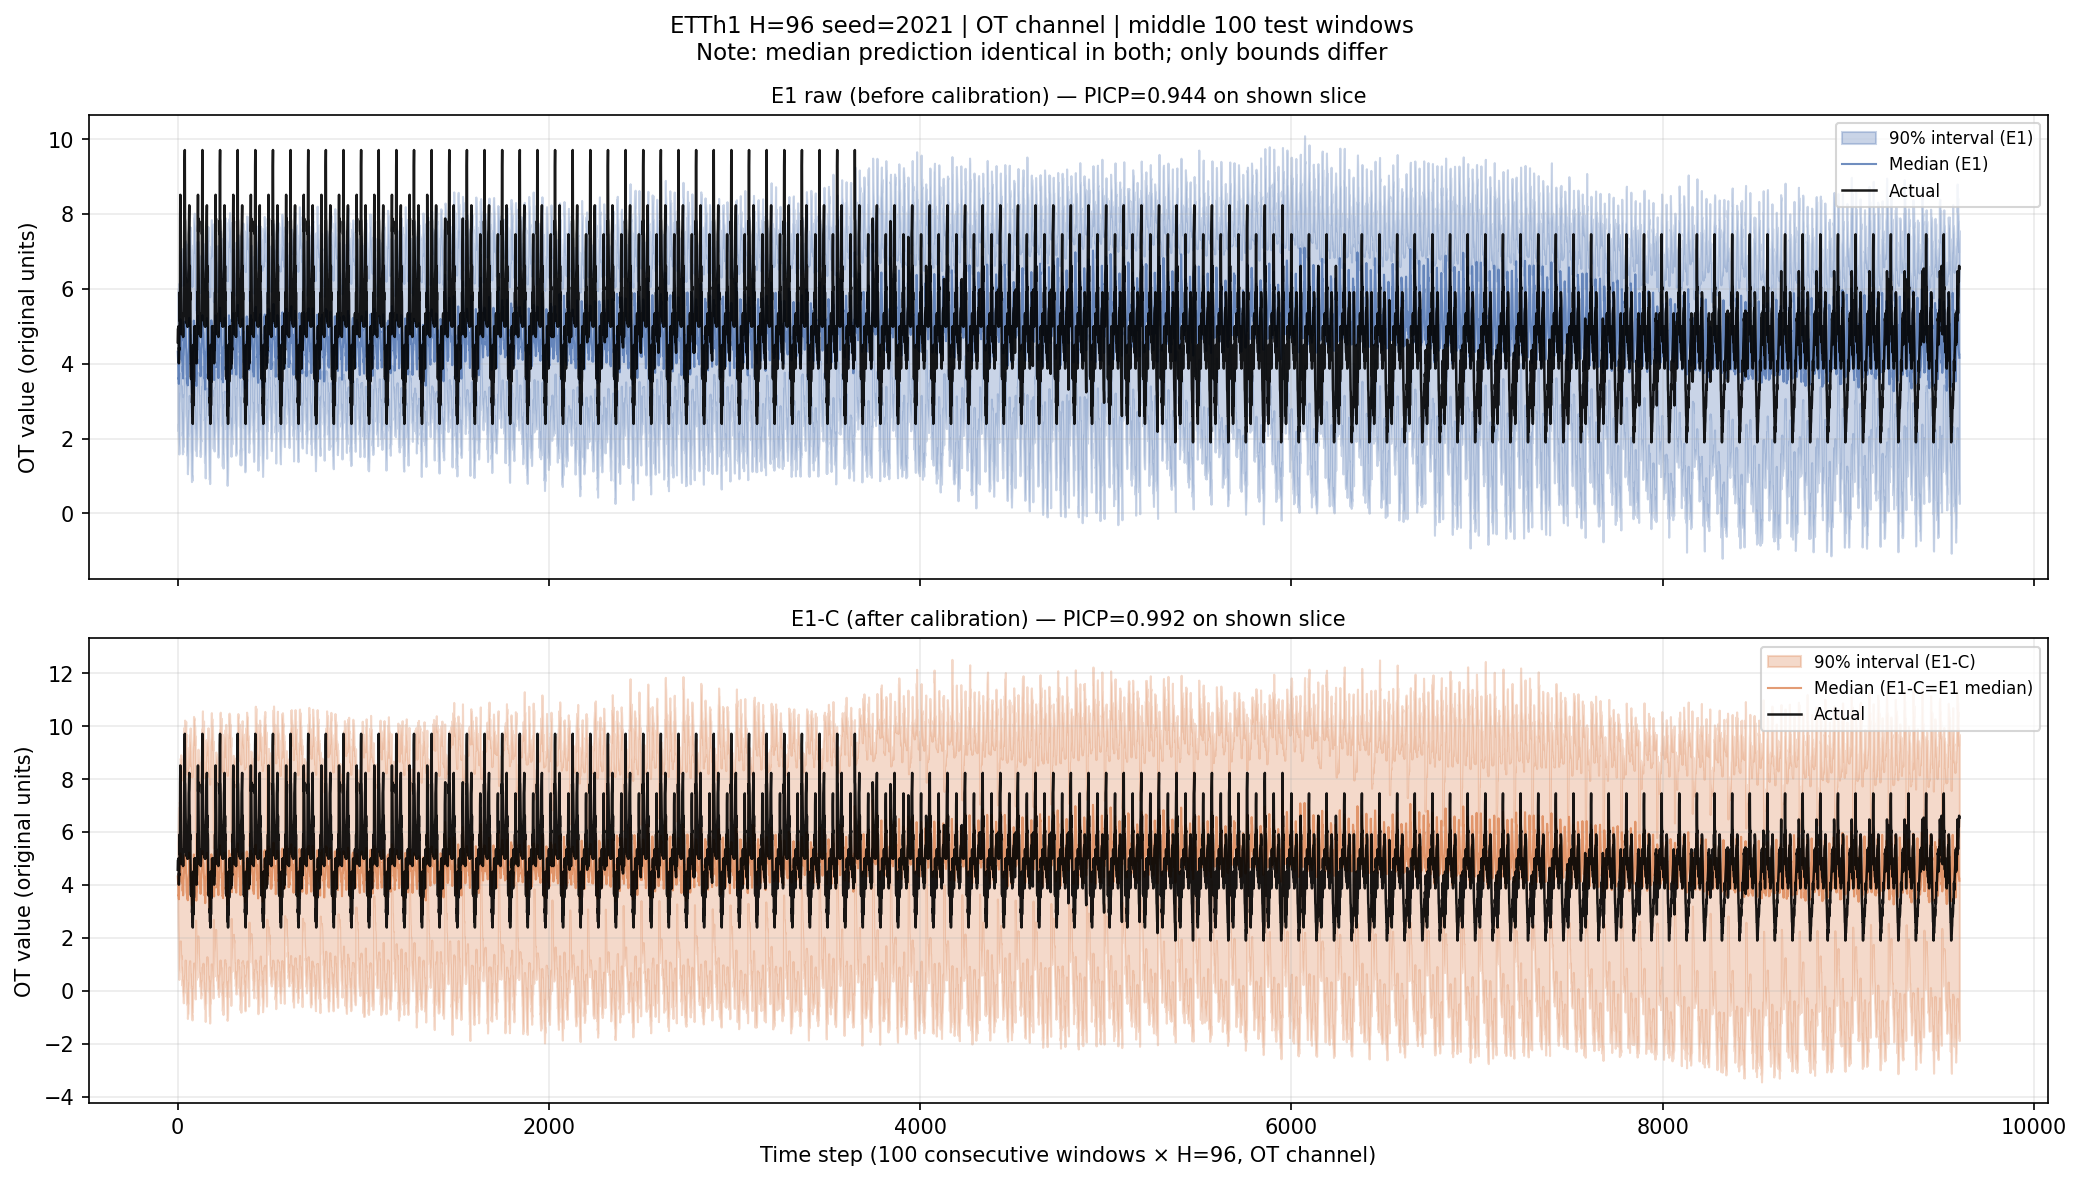 ETTh1 H=96 seed=2021 | OT channel | middle 100 test windows
Note: median prediction identical in both; only bounds differ
E1 raw (before calibration) — PICP=0.944 on shown slice
OT value (original units)
10
8
6
4
2
0
90% interval (E1)
Median (E1)
Actual
E1-C (after calibration) — PICP=0.992 on shown slice
OT value (original units)
12
10
8
6
4
2
0
−2
−4
90% interval (E1-C)
Median (E1-C=E1 median)
Actual
0 2000 4000 6000 8000 10000
Time step (100 consecutive windows × H=96, OT channel)